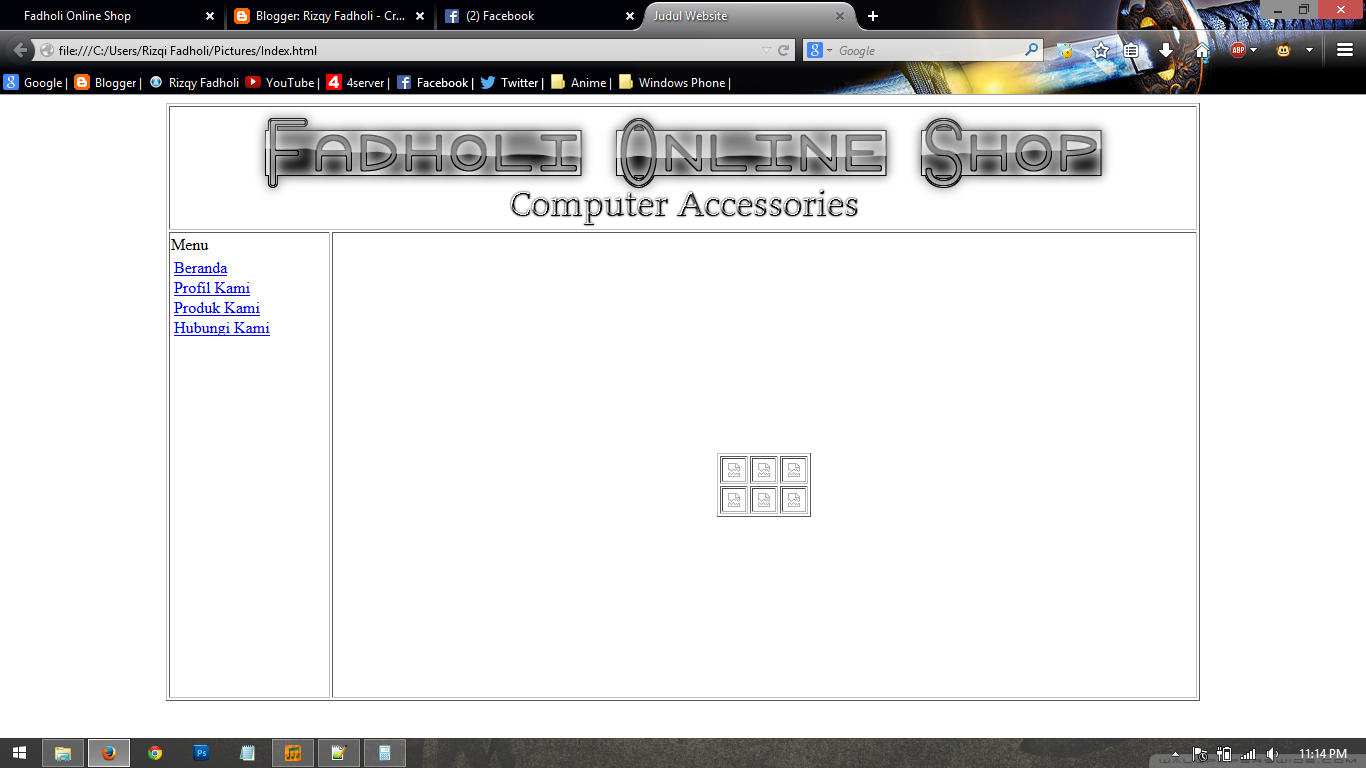 Fadholi Online Shop
Blogger: Rizqy Fadholi - Cr...
(2) Facebook
Judul Website
file:///C:/Users/Rizqi Fadholi/Pictures/Index.html
Google
Google |
Blogger |
Rizqy Fadholi
YouTube |
4server |
Facebook |
Twitter |
Anime |
Windows Phone |
Fadholi Online Shop
Computer Accessories
Menu
Beranda
Profil Kami
Produk Kami
Hubungi Kami
11:14 PM